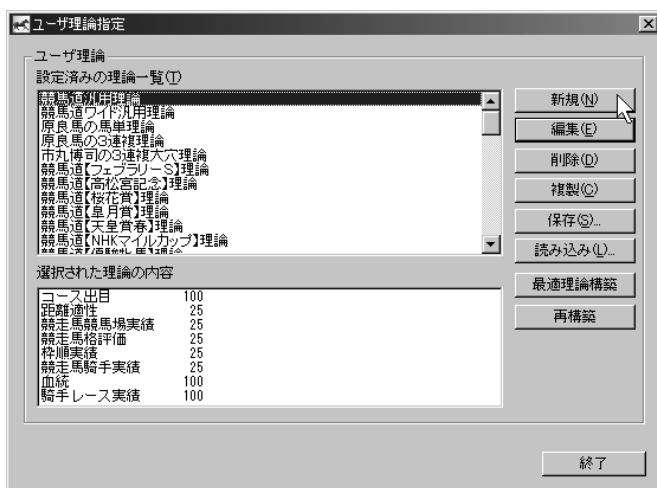 ユーザ理論指定
ユーザ理論
設定済みの理論一覧(T)
競馬道汎用理論
競馬道ワイド汎用理論
原良馬の馬単理論
原良馬の3連複理論
市丸博司の3連複大穴理論
競馬道【フェブラリーS】理論
競馬道【高松宮記念】理論
競馬道【桜花賞】理論
競馬道【皐月賞】理論
競馬道【天皇賞春】理論
競馬道【NHKマイルカップ】理論
選択された理論の内容
コース出目 100
距離適性 25
競走馬競馬場実績 25
競走馬格評価 25
枠順実績 25
競走馬騎手実績 25
血統 100
騎手レース実績 100
新規(N)
編集(E)
削除(D)
複製(C)
保存(S)...
読み込み(L)...
最適理論構築
再構築
終了